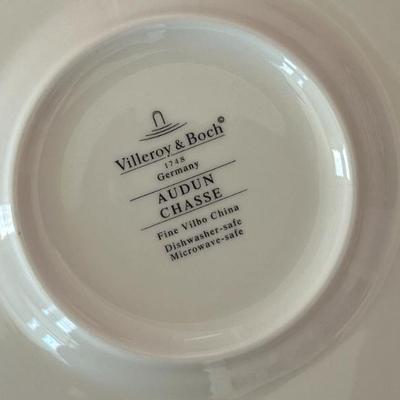 Villeroy & Boch©
1748
Germany
AUDUN
CHASSE
Fine Vilbo China
Dishwasher-safe
Microwave-safe